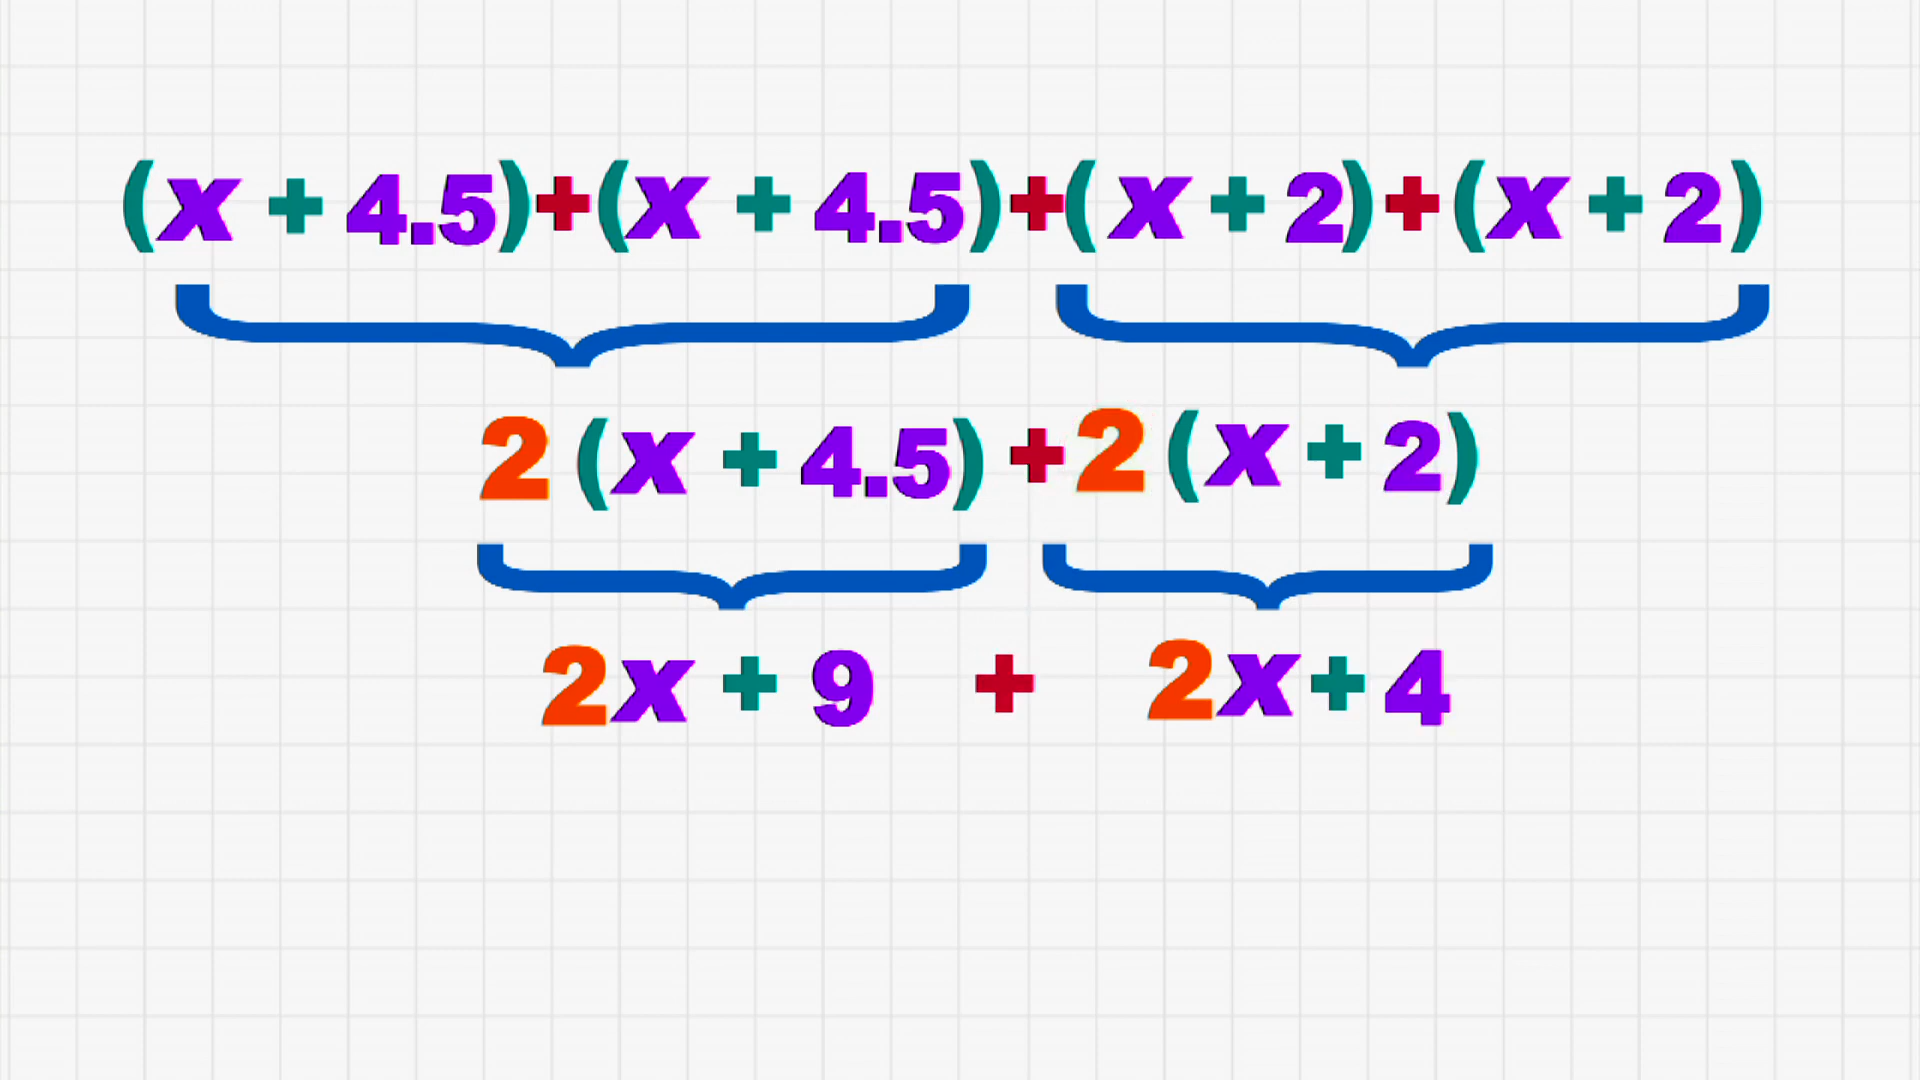 (x + 4.5)+(x + 4.5)+(x + 2)+(x + 2)
2(x + 4.5)+2(x + 2)
2x + 9 + 2x + 4